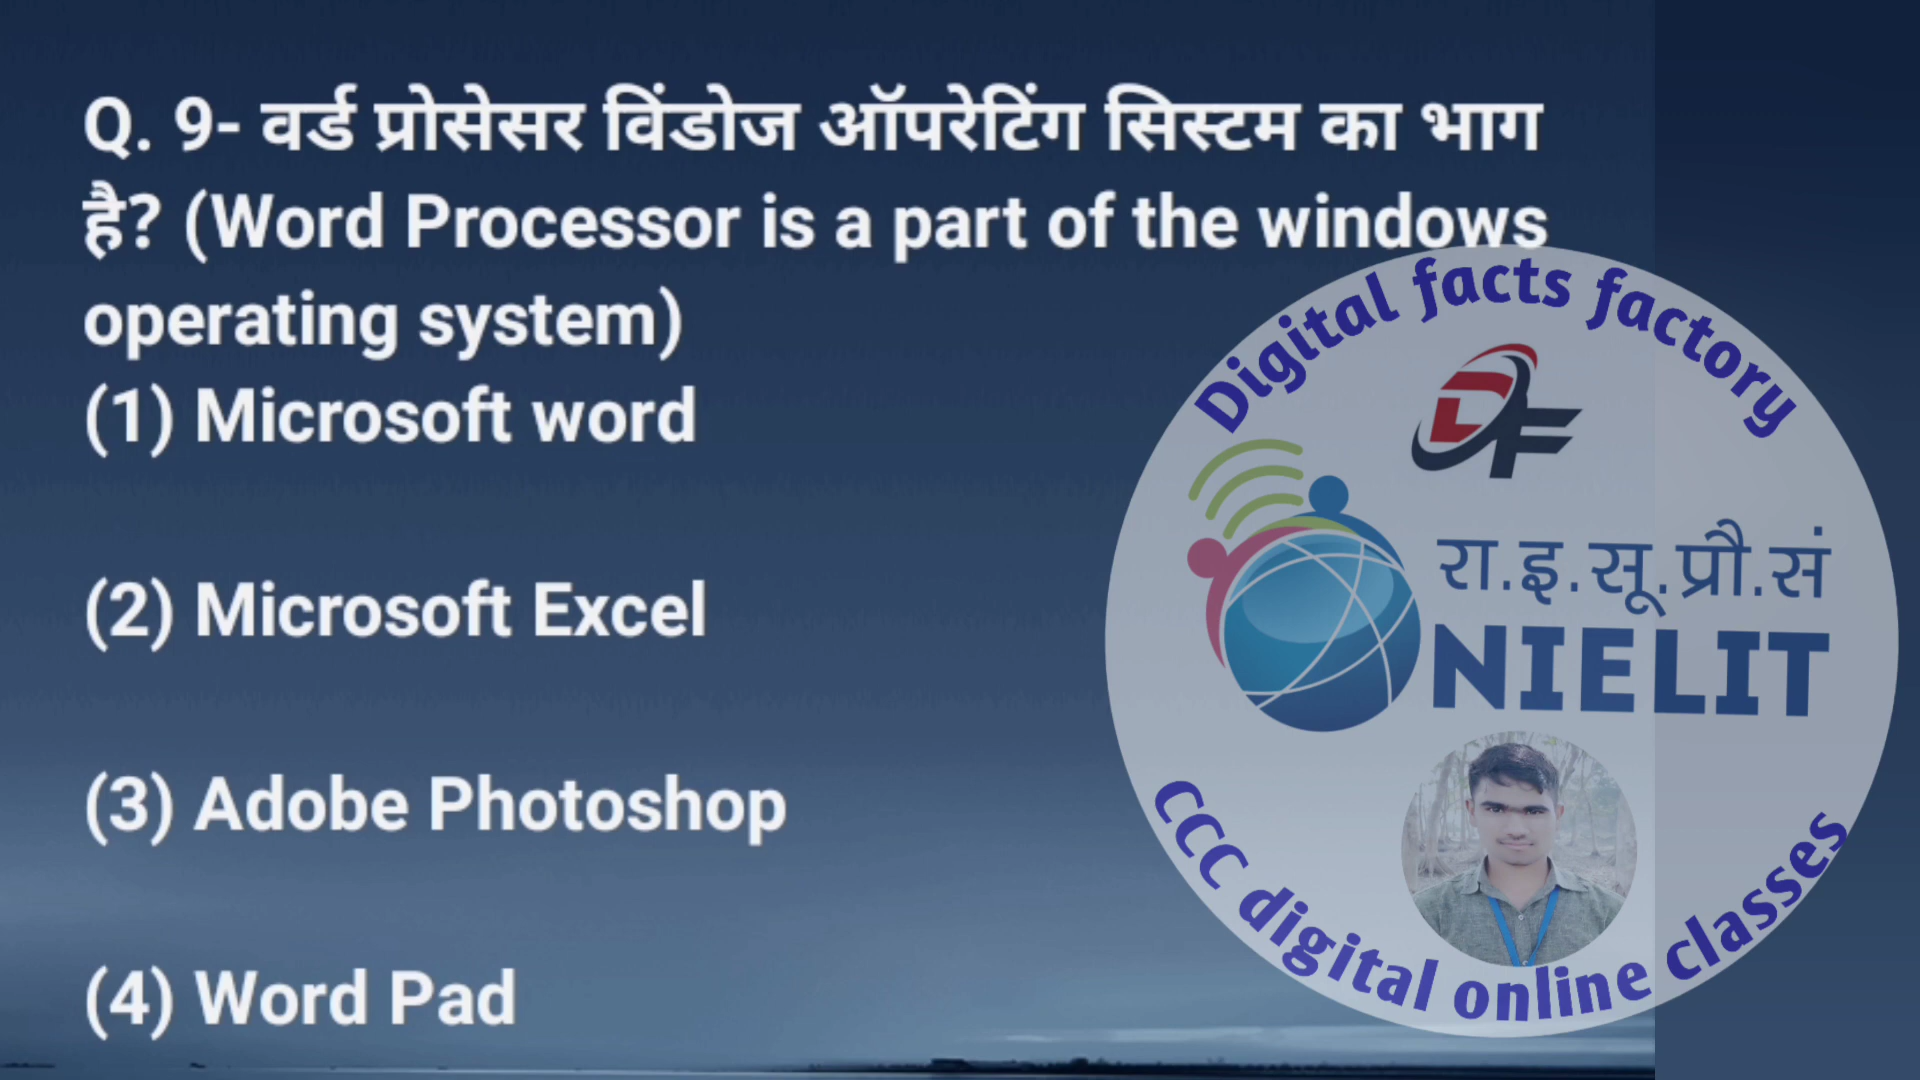 Q. 9- वर्ड प्रोसेसर विंडोज ऑपरेटिंग सिस्टम का भाग
है? (Word Processor is a part of the windows
operating system)
(1) Microsoft word
(2) Microsoft Excel
(3) Adobe Photoshop
(4) Word Pad
Digital facts factory
DF
रा.इ.सू.प्रौ.सं
NIELIT
CCC digital online classes